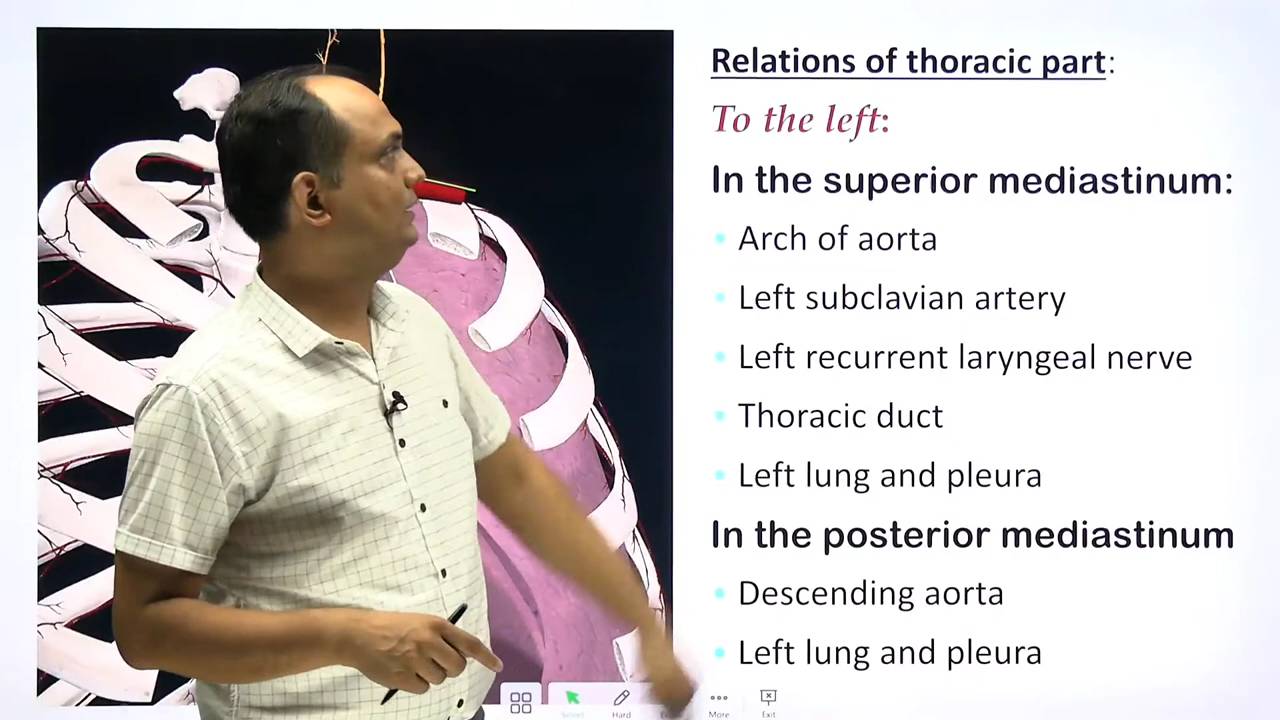 Relations of thoracic part:
To the left:
In the superior mediastinum:
Arch of aorta
Left subclavian artery
Left recurrent laryngeal nerve
Thoracic duct
Left lung and pleura
In the posterior mediastinum
Descending aorta
Left lung and pleura
Select Hard More Exit